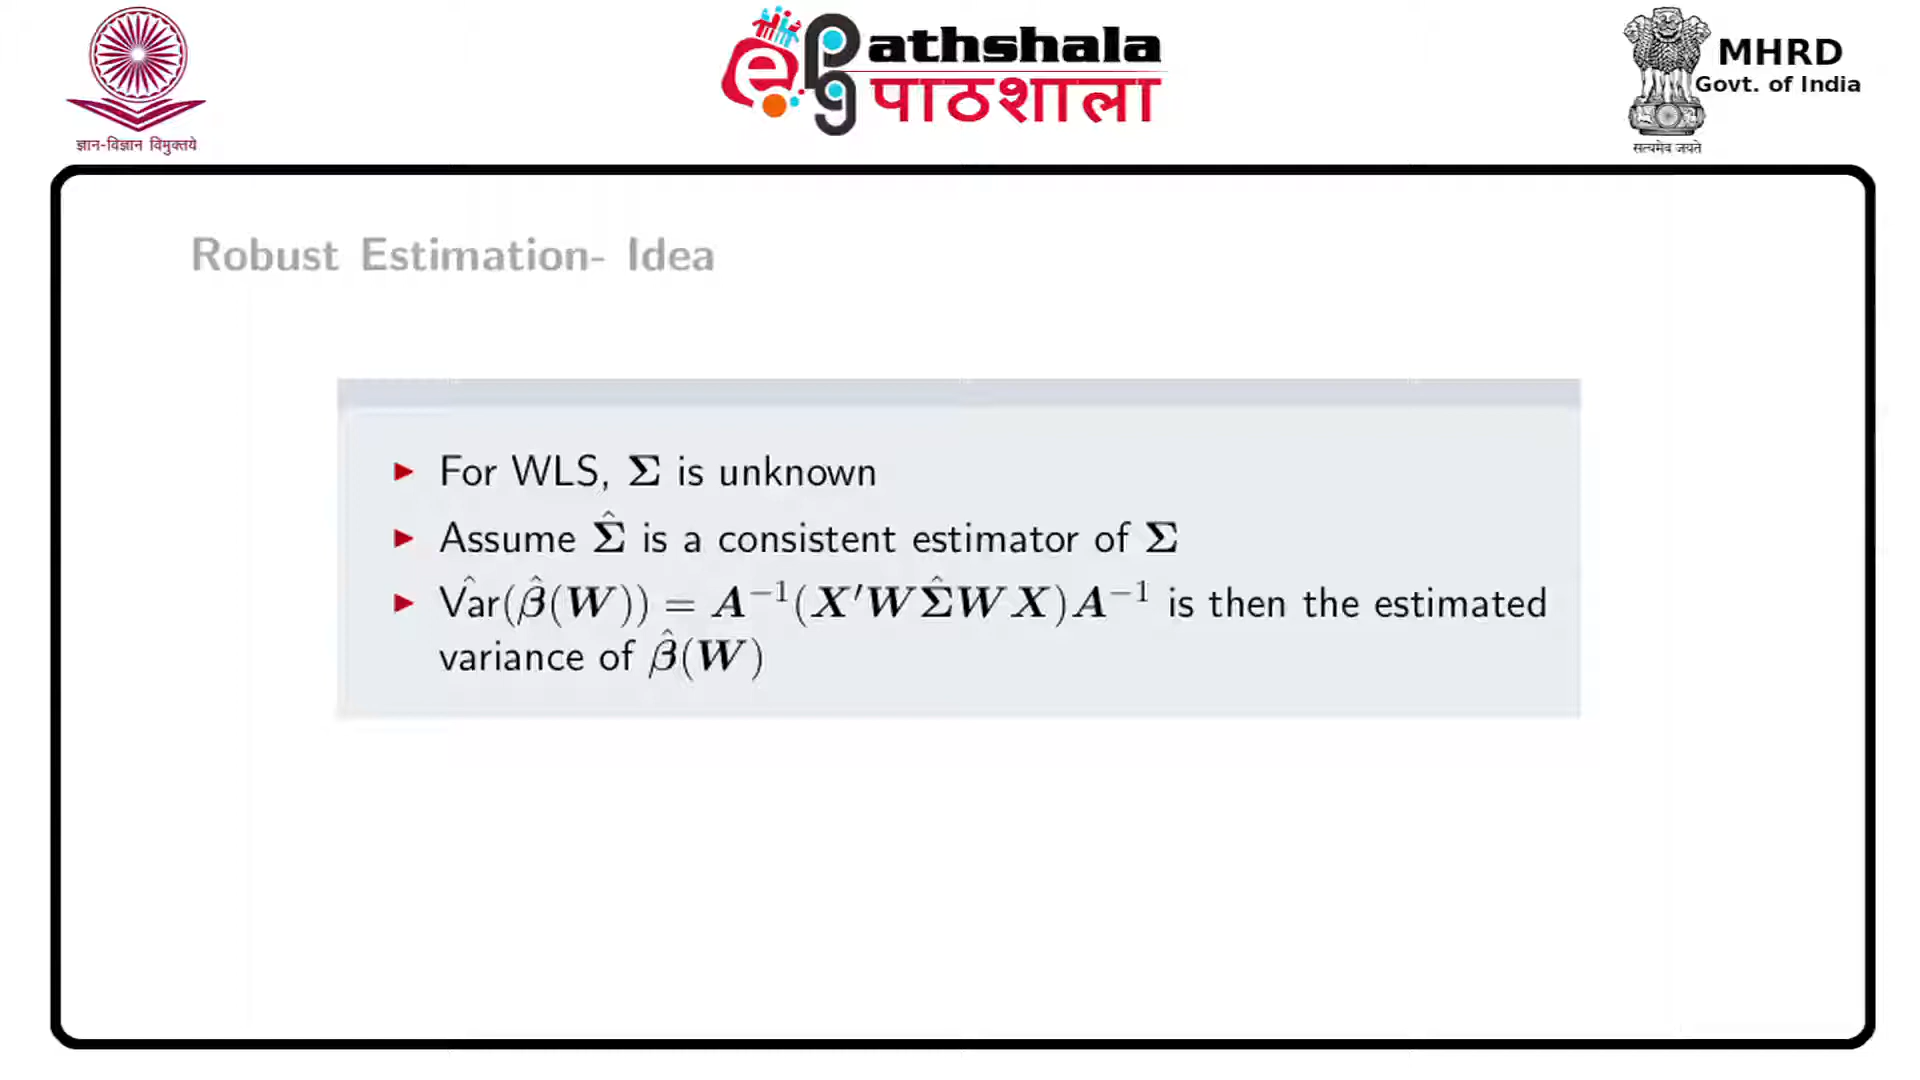 ज्ञान-विज्ञान विमुक्तये
ePathshala
पाठशाला
MHRD
Govt. of India
सत्यमेव जयते
Robust Estimation- Idea
► For WLS, Σ is unknown
► Assume Σ̂ is a consistent estimator of Σ
► Vâr(β̂(W)) = A⁻¹(X′WΣ̂WX)A⁻¹ is then the estimated
variance of β̂(W)